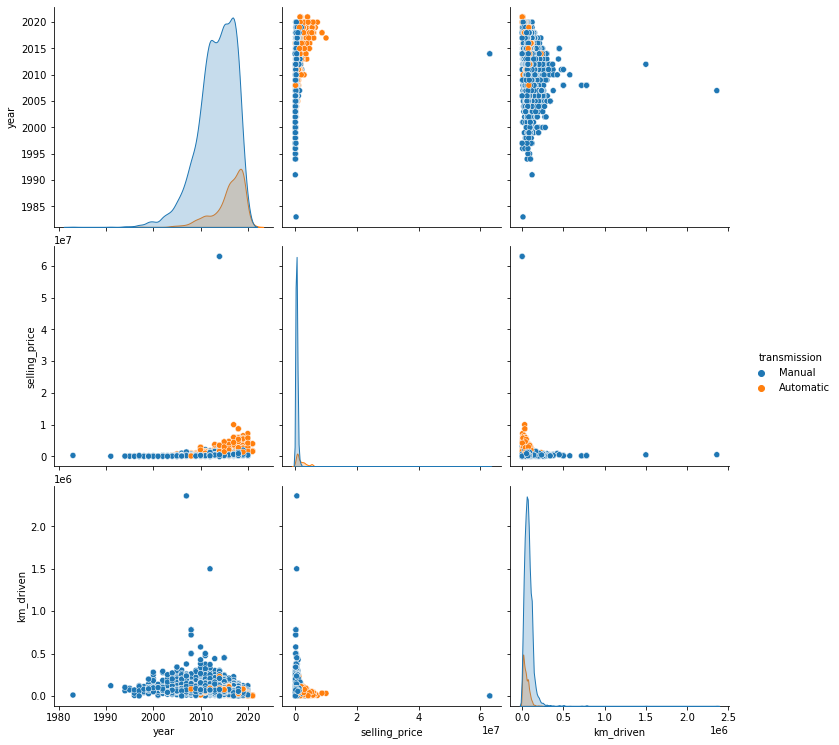 2020
2015
2010
2005
2000
1995
1990
1985
year
1e7
6
5
4
3
2
1
0
selling_price
transmission
Manual
Automatic
1e6
2.0
1.5
1.0
0.5
0.0
km_driven
1980 1990 2000 2010 2020
year
0 2 4 6
1e7
selling_price
0.0 0.5 1.0 1.5 2.0 2.5
1e6
km_driven